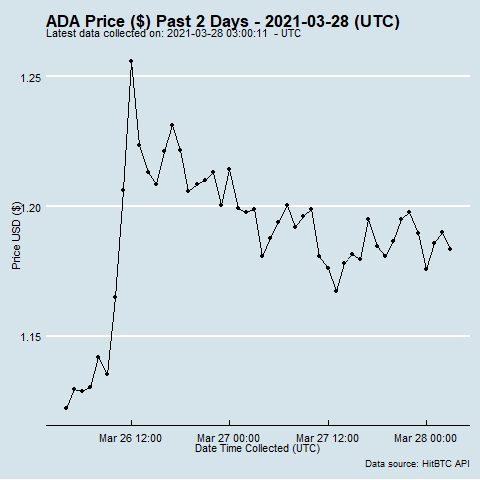 ADA Price ($) Past 2 Days - 2021-03-28 (UTC)
Latest data collected on: 2021-03-28 03:00:11 - UTC
1.25
1.20
1.15
Price USD ($)
Mar 26 12:00 Mar 27 00:00 Mar 27 12:00 Mar 28 00:00
Date Time Collected (UTC)
Data source: HitBTC API